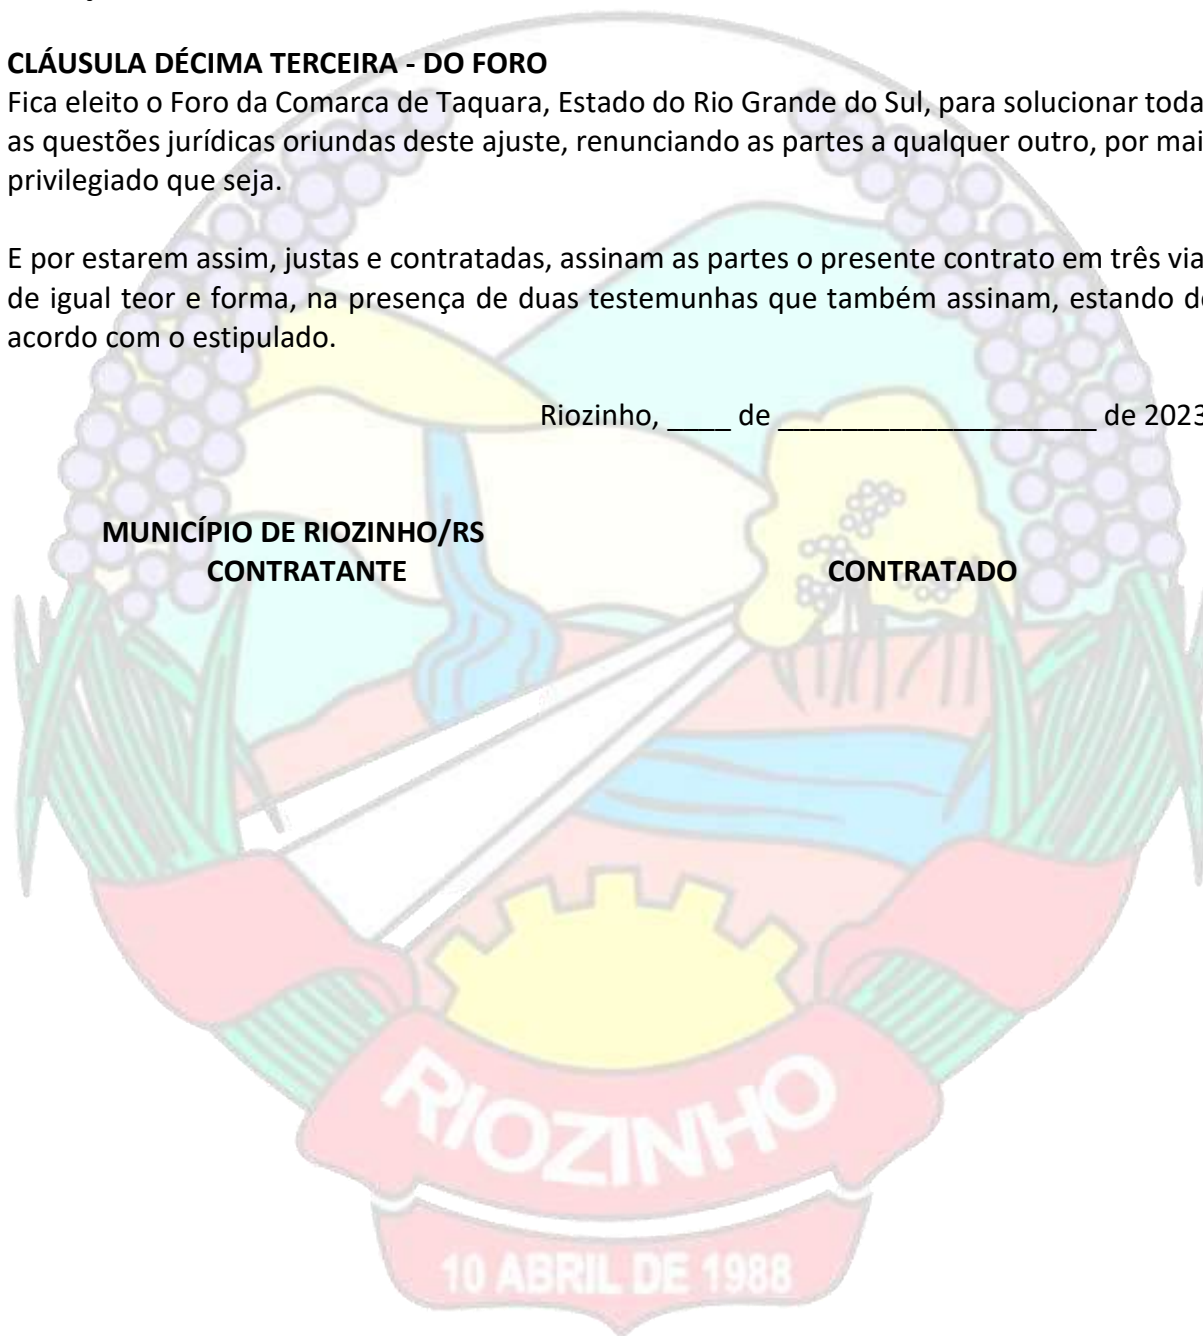 CLÁUSULA DÉCIMA TERCEIRA - DO FORO
Fica eleito o Foro da Comarca de Taquara, Estado do Rio Grande do Sul, para solucionar toda
as questões jurídicas oriundas deste ajuste, renunciando as partes a qualquer outro, por mai
privilegiado que seja.
E por estarem assim, justas e contratadas, assinam as partes o presente contrato em três via
de igual teor e forma, na presença de duas testemunhas que também assinam, estando d
acordo com o estipulado.
Riozinho, ____ de ____________________ de 2023
MUNICÍPIO DE RIOZINHO/RS
CONTRATANTE CONTRATADO
RIOZINHO
10 ABRIL DE 1988